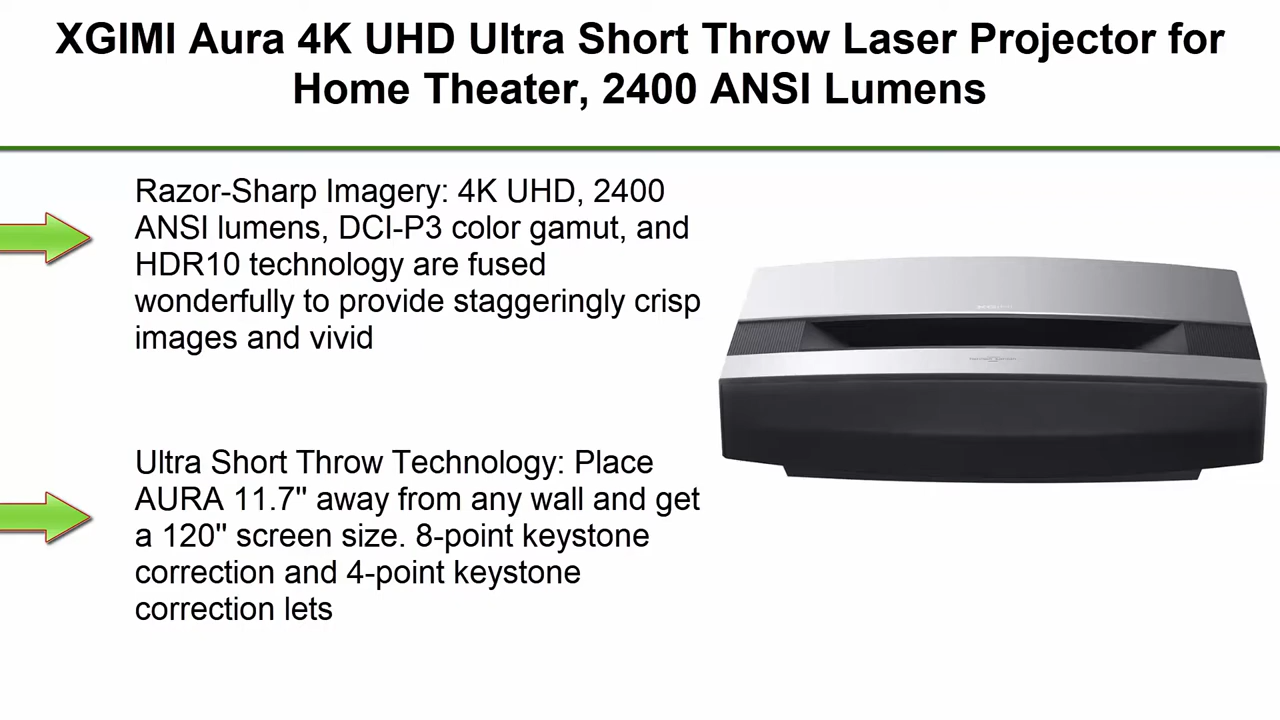 XGIMI Aura 4K UHD Ultra Short Throw Laser Projector for
Home Theater, 2400 ANSI Lumens
Razor-Sharp Imagery: 4K UHD, 2400
ANSI lumens, DCI-P3 color gamut, and
HDR10 technology are fused
wonderfully to provide staggeringly crisp
images and vivid
Ultra Short Throw Technology: Place
AURA 11.7'' away from any wall and get
a 120'' screen size. 8-point keystone
correction and 4-point keystone
correction lets